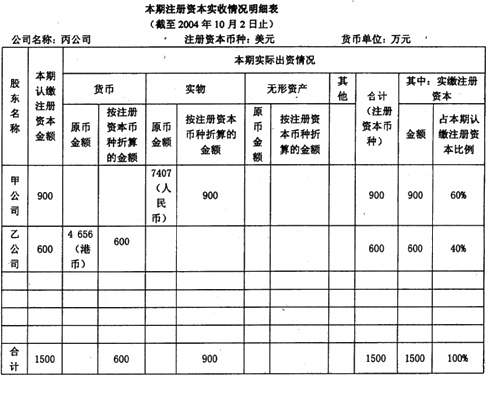 本期注册资本实收情况明细表
（截至2004年10月2日止）
公司名称：丙公司 注册资本币种：美元 货币单位：万元
股东名称 本期认缴注册资本金额 本期实际出资情况
货币 实物 无形资产 其他 合计（注册资本币种） 其中：实缴注册资本
原币金额 按注册资本币种折算的金额 原币金额 按注册资本币种折算的金额 原币金额 按注册资本币种折算的金额 金额 占本期认缴注册资本比例
甲公司 900 7407（人民币） 900 900 900 60%
乙公司 600 4 656（港币） 600 600 600 40%
合计 1500 600 900 1500 1500 100%